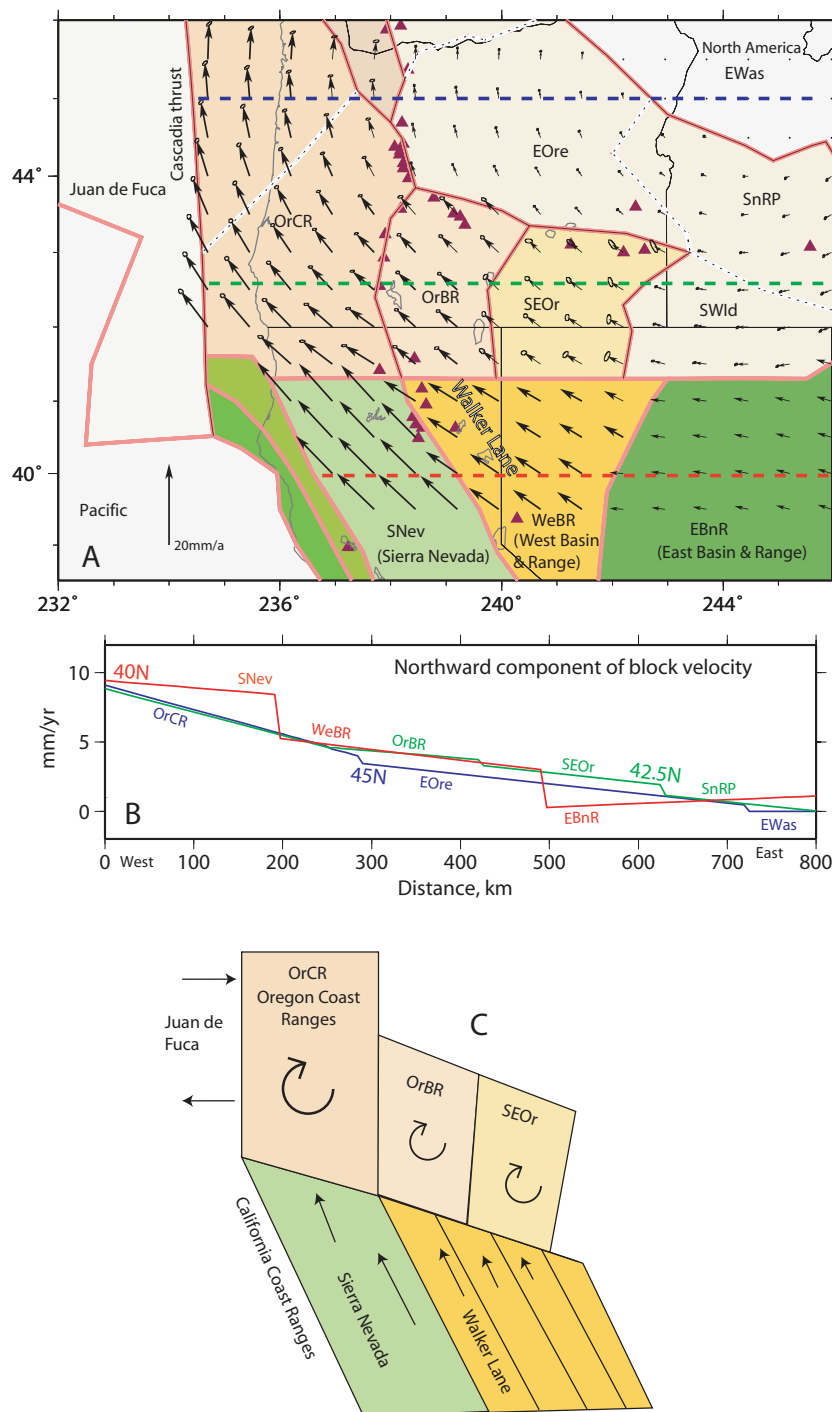 North America
EWas
Cascadia thrust
44°
Juan de Fuca
EOre
SnRP
OrCR
OrBR
SEOr
SWId
Walker Lane
40°
Pacific
20mm/a
A
SNev
(Sierra Nevada)
WeBR
(West Basin
& Range)
EBnR
(East Basin & Range)
232°
236°
240°
244°
Northward component of block velocity
mm/yr
10
5
0
40N
SNev
OrCR
WeBR
OrBR
45N
EOre
SEOr
42.5N
SnRP
EBnR
EWas
B
0
West
100
200
300
400
500
600
700
East
800
Distance, km
C
OrCR
Oregon Coast
Ranges
Juan de
Fuca
OrBR
SEOr
California Coast Ranges
Sierra Nevada
Walker Lane